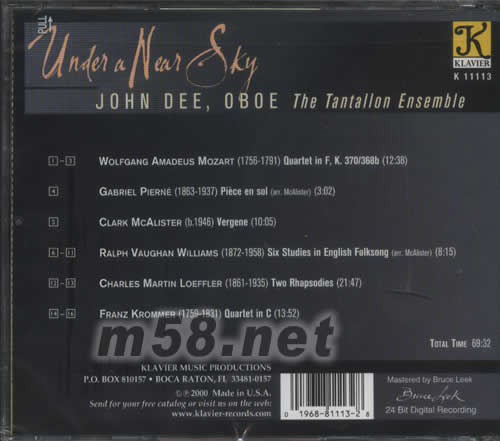 PULL
Under a Near Sky
K
KLAVIER
K 11113
JOHN DEE, OBOE The Tantallon Ensemble
1 - 3 WOLFGANG AMADEUS MOZART (1756-1791) Quartet in F, K. 370/368b (12:38)
4 GABRIEL PIERNÉ (1863-1937) Pièce en sol (arr. McAlister) (3:02)
5 CLARK MCALISTER (b.1946) Vergene (10:05)
6 - 11 RALPH VAUGHAN WILLIAMS (1872-1958) Six Studies in English Folksong (arr. McAlister) (8:15)
12 - 13 CHARLES MARTIN LOEFFLER (1861-1935) Two Rhapsodies (21:47)
14 - 16 FRANZ KROMMER (1759-1831) Quartet in C (13:52)
m58.net
TOTAL TIME 69:32
KLAVIER MUSIC PRODUCTIONS
P.O. BOX 810157 • BOCA RATON, FL 33481-0157
©℗2000 Made in U.S.A.
Send for your free catalog or visit us on the web:
www.klavier-records.com
0 1968-81113-2 8
Mastered by Bruce Leek
Bruce Leek
24 Bit Digital Recording